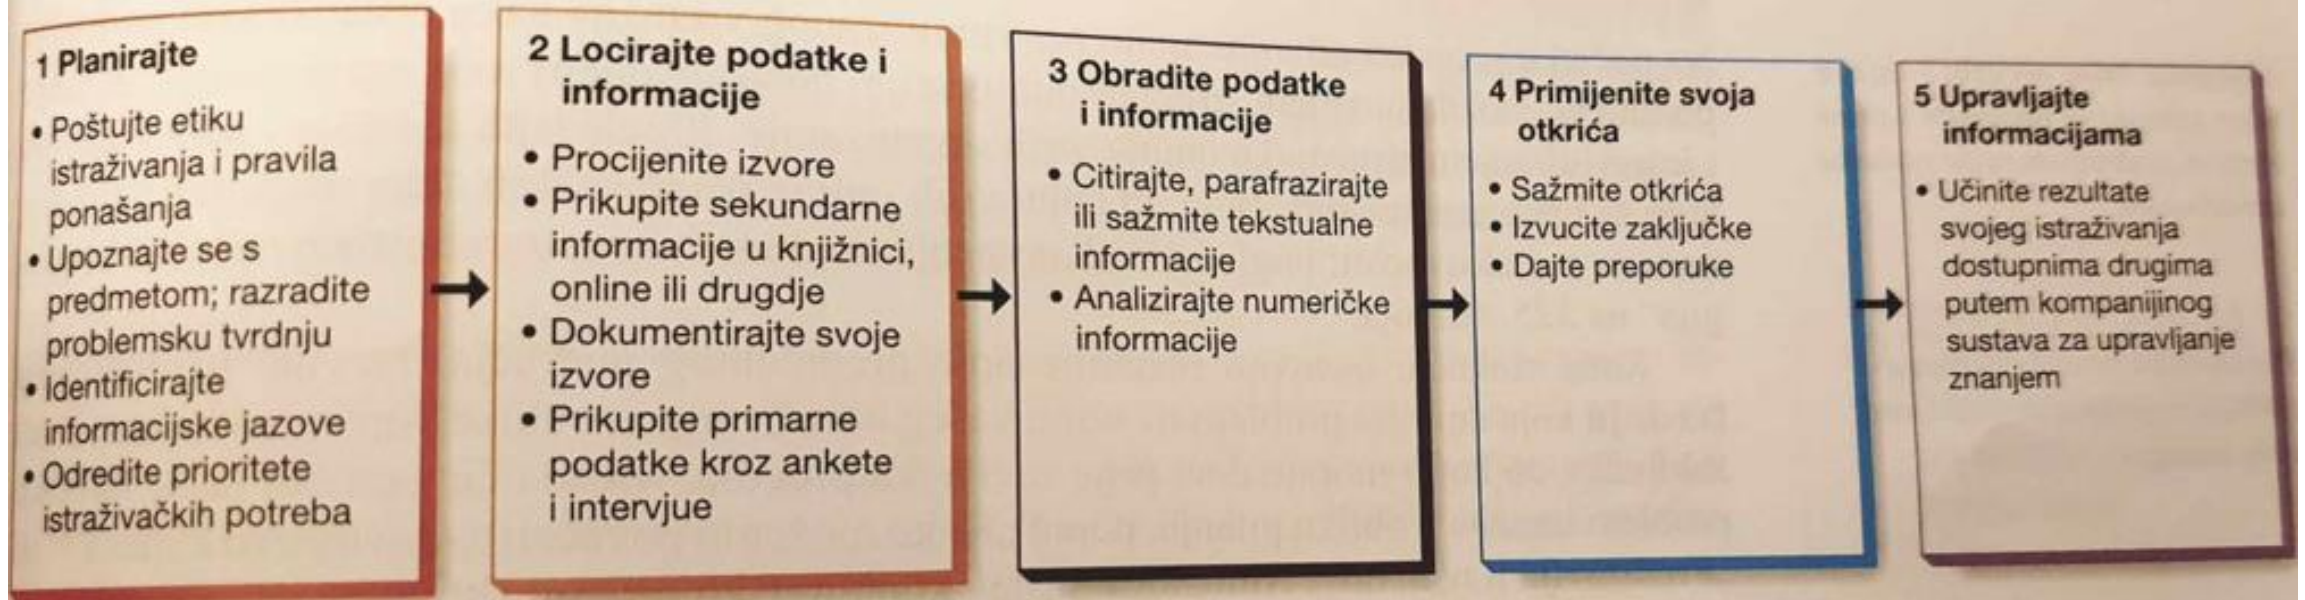 1 Planirajte
• Poštujte etiku
istraživanja i pravila
ponašanja
• Upoznajte se s
predmetom; razradite
problemsku tvrdnju
• Identificirajte
informacijske jazove
• Odredite prioritete
istraživačkih potreba
2 Locirajte podatke i
informacije
• Procijenite izvore
• Prikupite sekundarne
informacije u knjižnici,
online ili drugdje
• Dokumentirajte svoje
izvore
• Prikupite primarne
podatke kroz ankete
i intervjue
3 Obradite podatke
i informacije
• Citirajte, parafrazirajte
ili sažmite tekstualne
informacije
• Analizirajte numeričke
informacije
4 Primijenite svoja
otkrića
• Sažmite otkrića
• Izvucite zaključke
• Dajte preporuke
5 Upravljajte
informacijama
• Učinite rezultate
svojeg istraživanja
dostupnima drugima
putem kompanijinog
sustava za upravljanje
znanjem